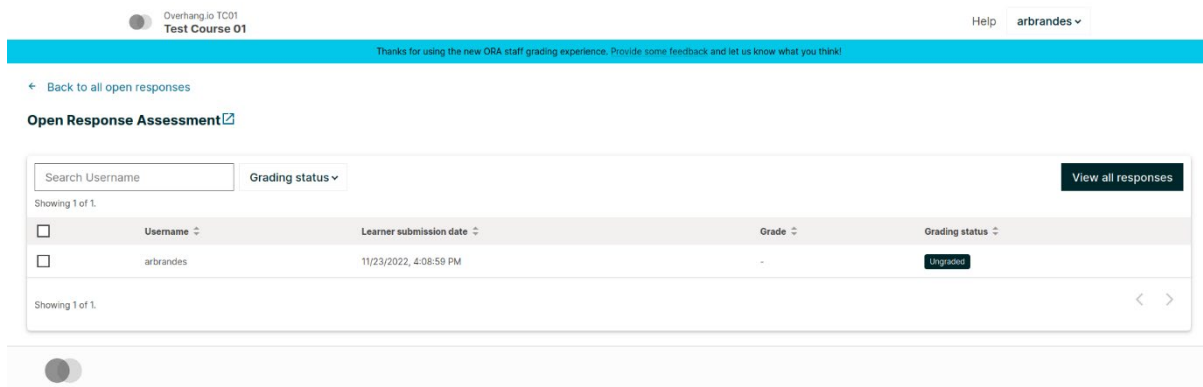 Overhang.io TC01
Test Course 01
Help
arbrandes
Thanks for using the new ORA staff grading experience. Provide some feedback and let us know what you think!
Back to all open responses
Open Response Assessment
Search Username
Grading status
View all responses
Showing 1 of 1.
Username Learner submission date Grade Grading status
arbrandes 11/23/2022, 4:08:59 PM - Ungraded
Showing 1 of 1.